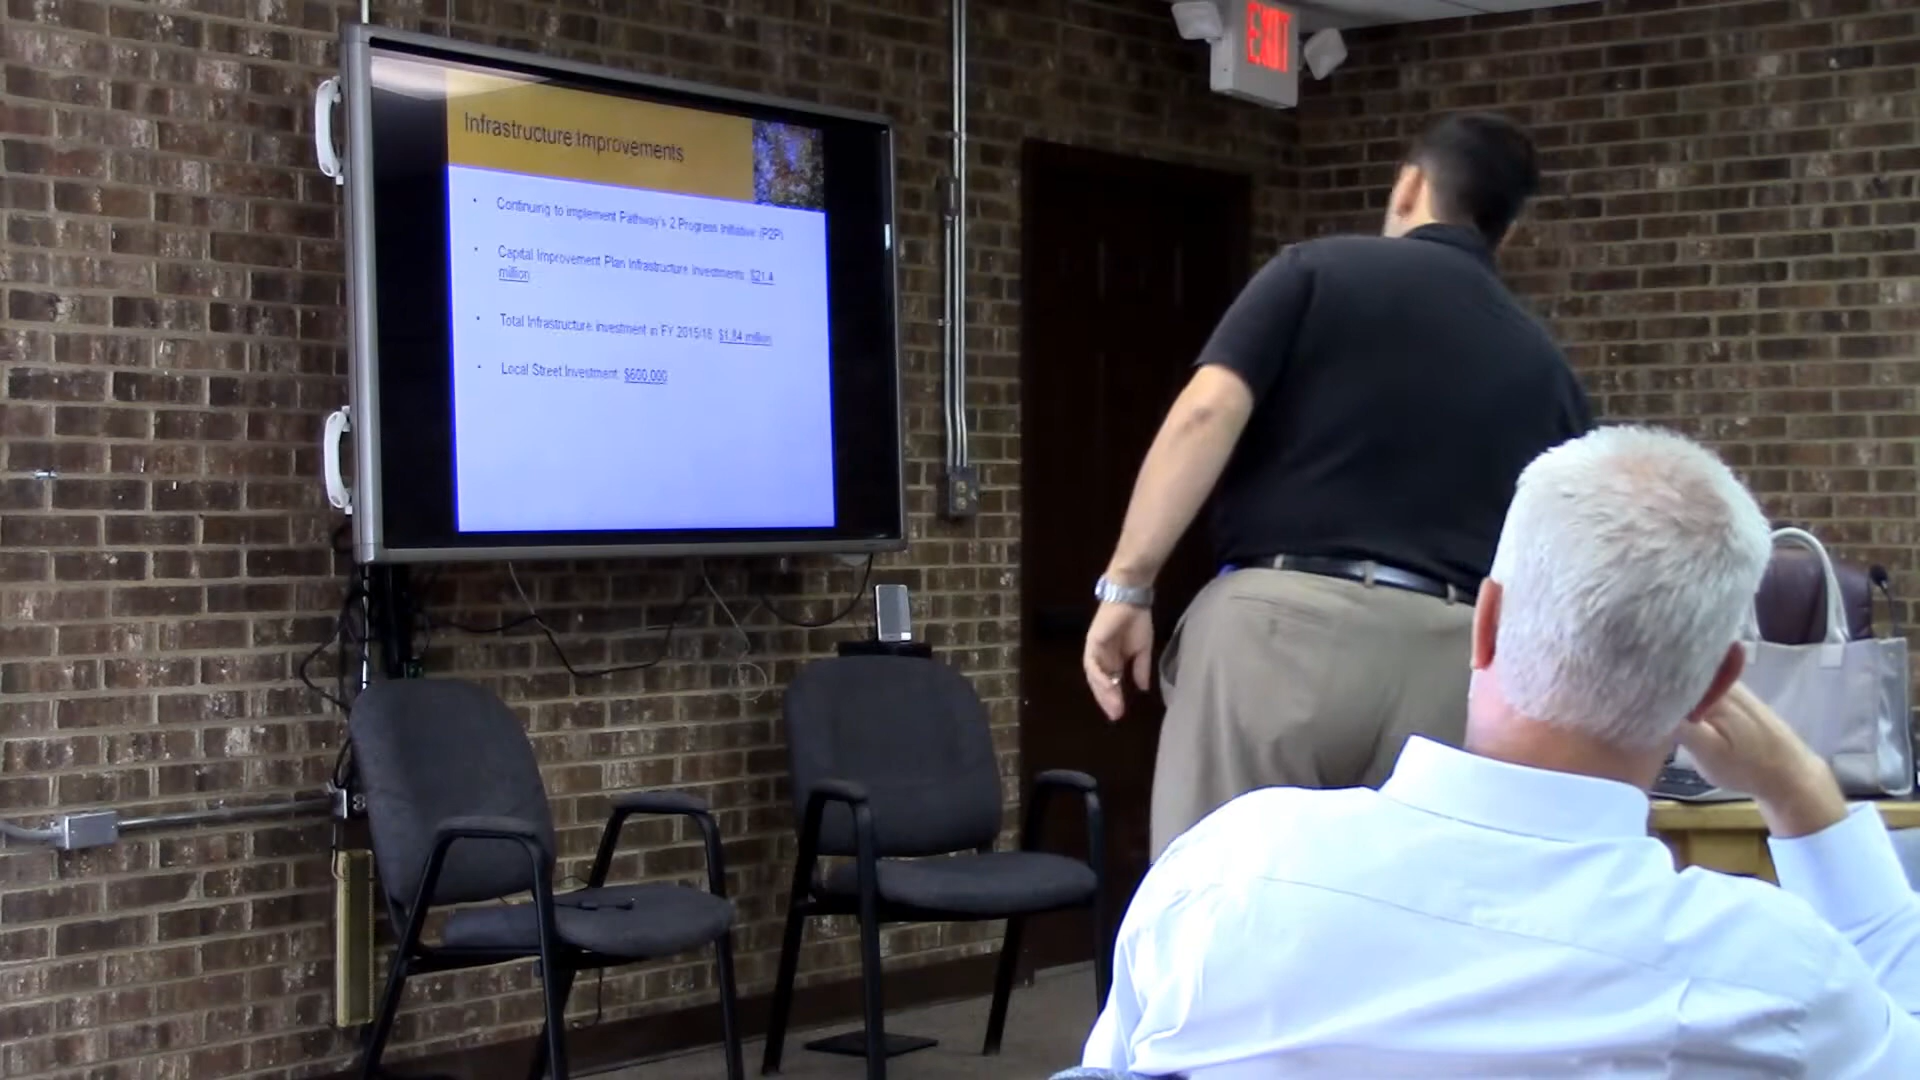 EXIT
Infrastructure Improvements
• Continuing to implement Pathway's 2 Progress Initiative (P2P)
• Capital Improvement Plan Infrastructure Investments: $21.4
million
• Total Infrastructure investment in FY 2015/16: $1.84 million
• Local Street Investment: $600,000